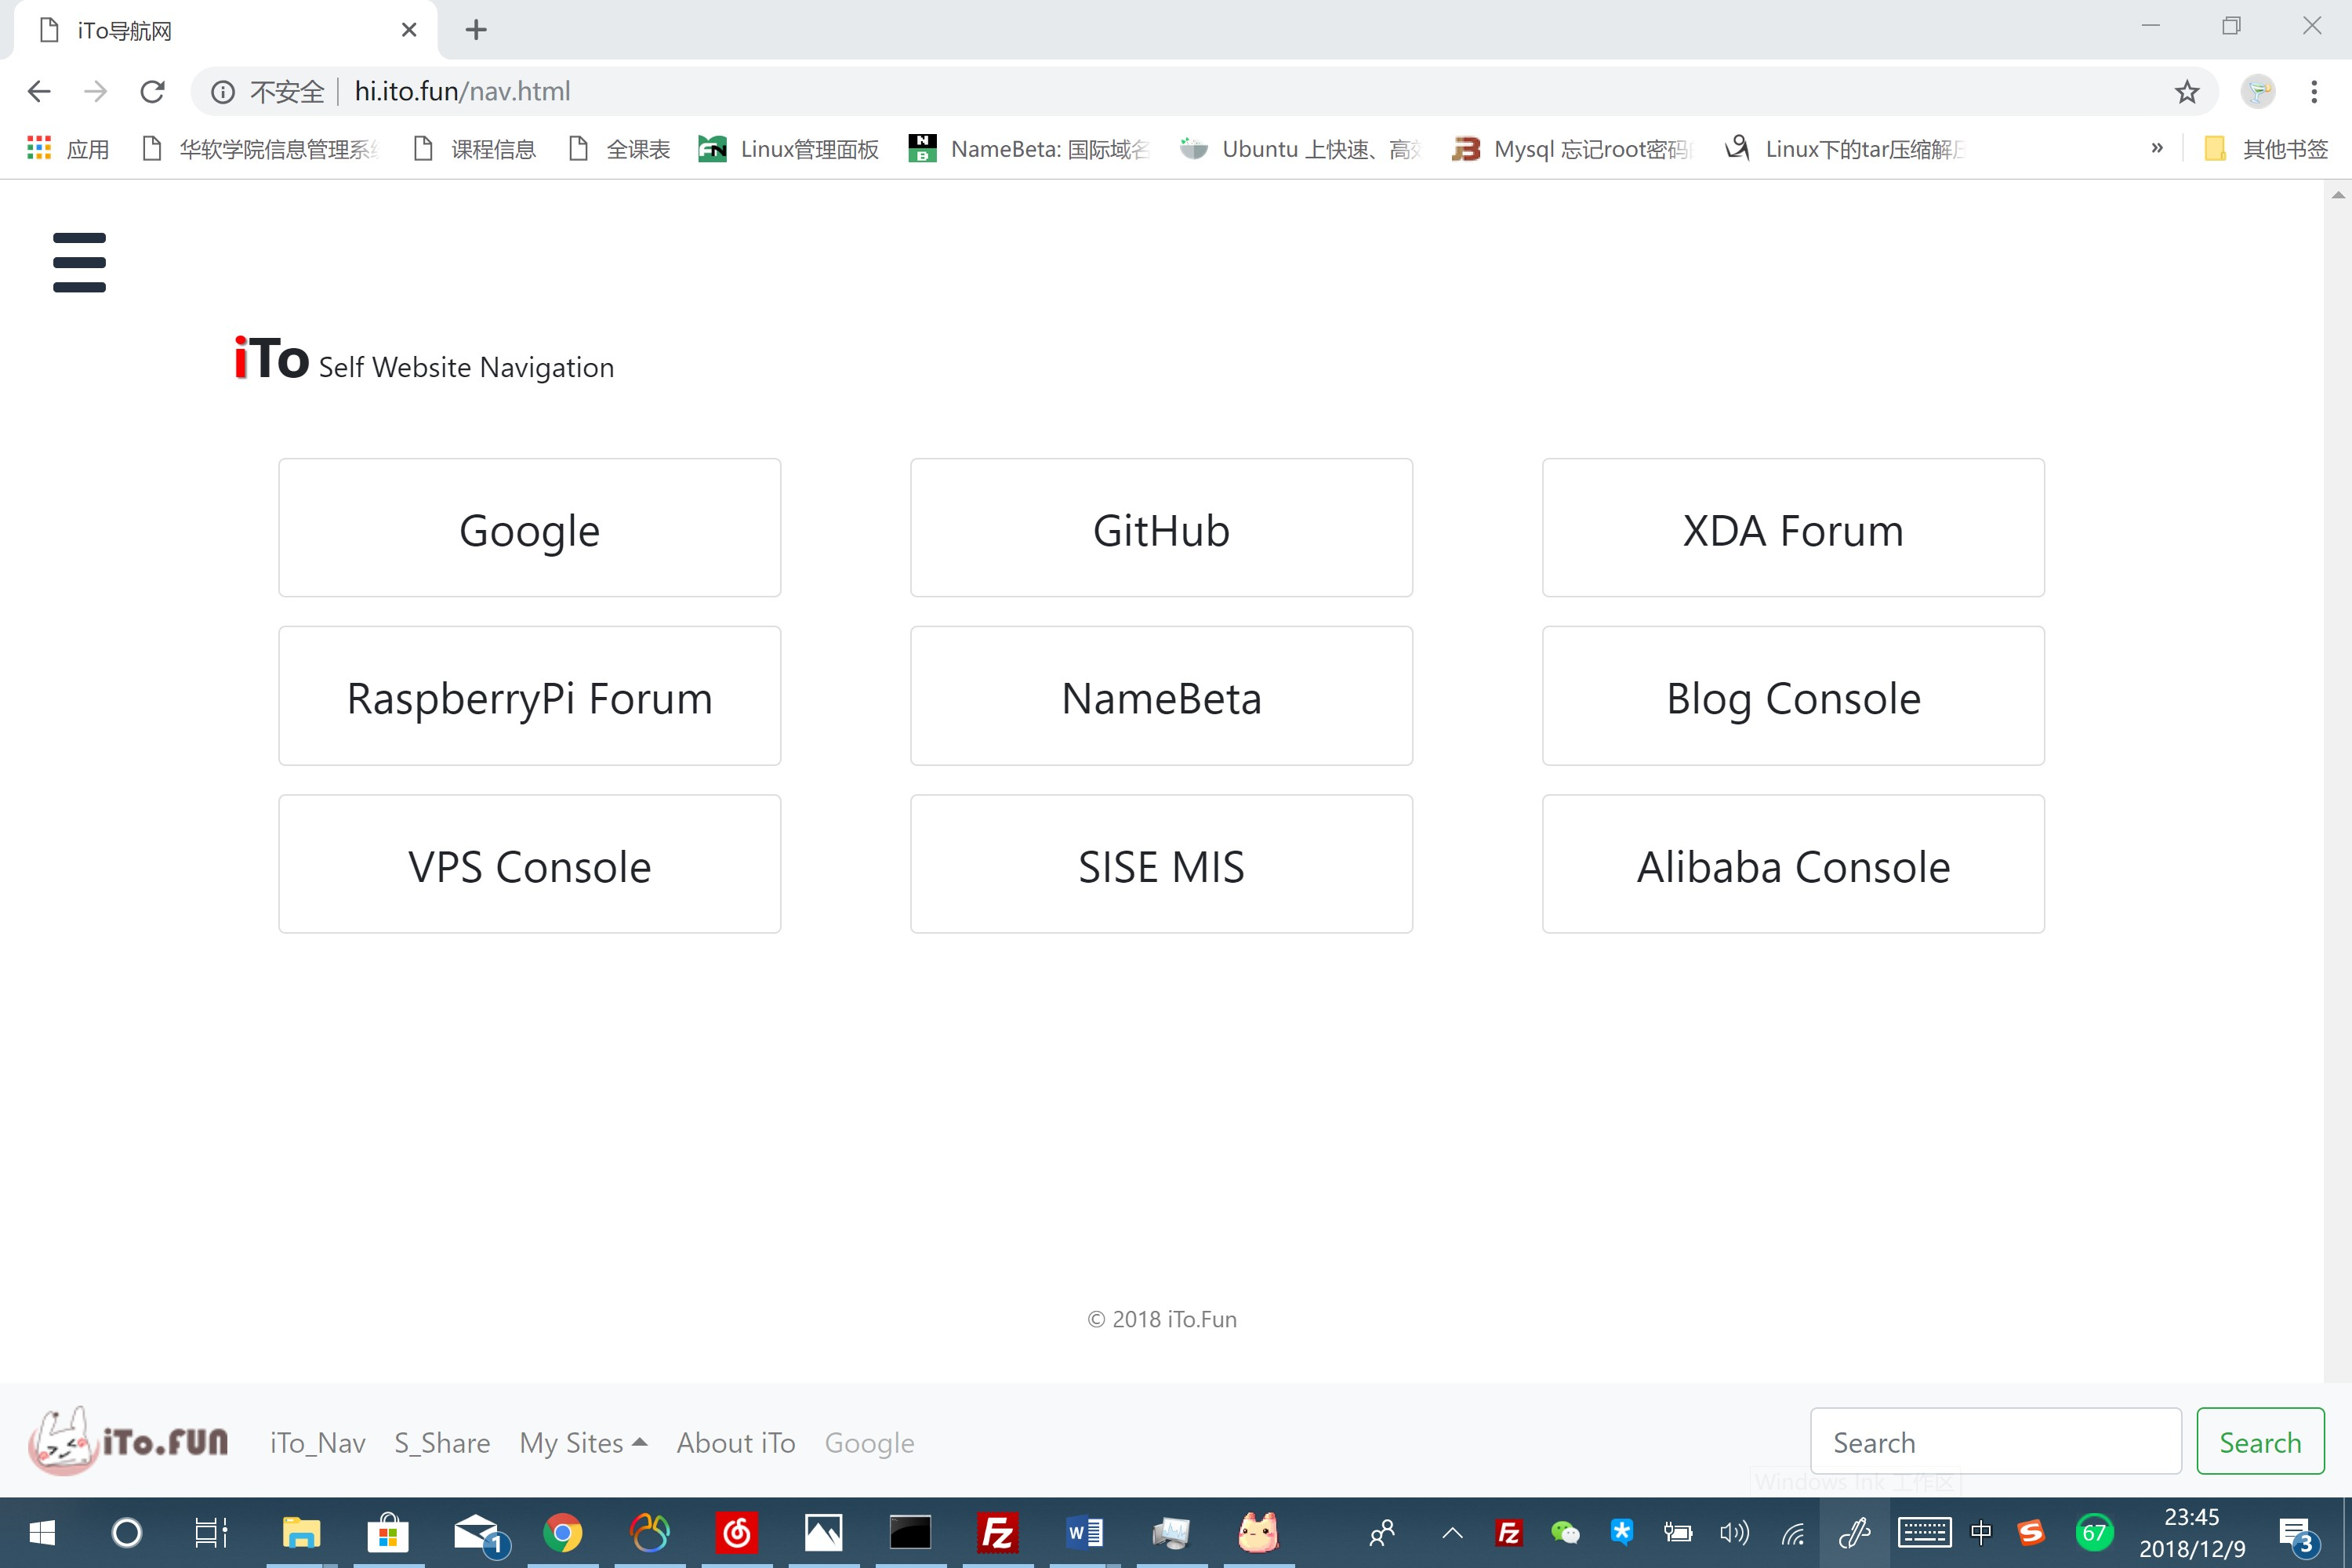 iTo导航网
不安全 hi.ito.fun/nav.html
应用 华软学院信息管理系 课程信息 全课表 Linux管理面板 NameBeta: 国际域名 Ubuntu 上快速、高 Mysql 忘记root密码 Linux下的tar压缩解 » 其他书签
iTo Self Website Navigation
Google GitHub XDA Forum
RaspberryPi Forum NameBeta Blog Console
VPS Console SISE MIS Alibaba Console
© 2018 iTo.Fun
iTo.FUN iTo_Nav S_Share My Sites About iTo Google Search Search
Windows Ink 工作区
1 中 67 23:45
2018/12/9 3